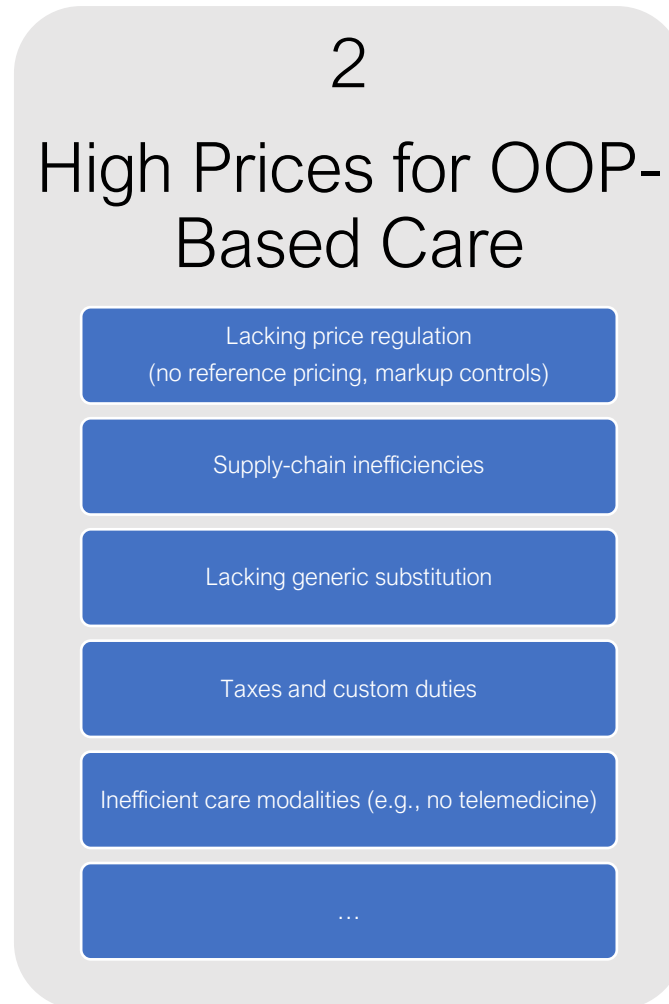 2
High Prices for OOP-
Based Care
Lacking price regulation
(no reference pricing, markup controls)
Supply-chain inefficiencies
Lacking generic substitution
Taxes and custom duties
Inefficient care modalities (e.g., no telemedicine)
…